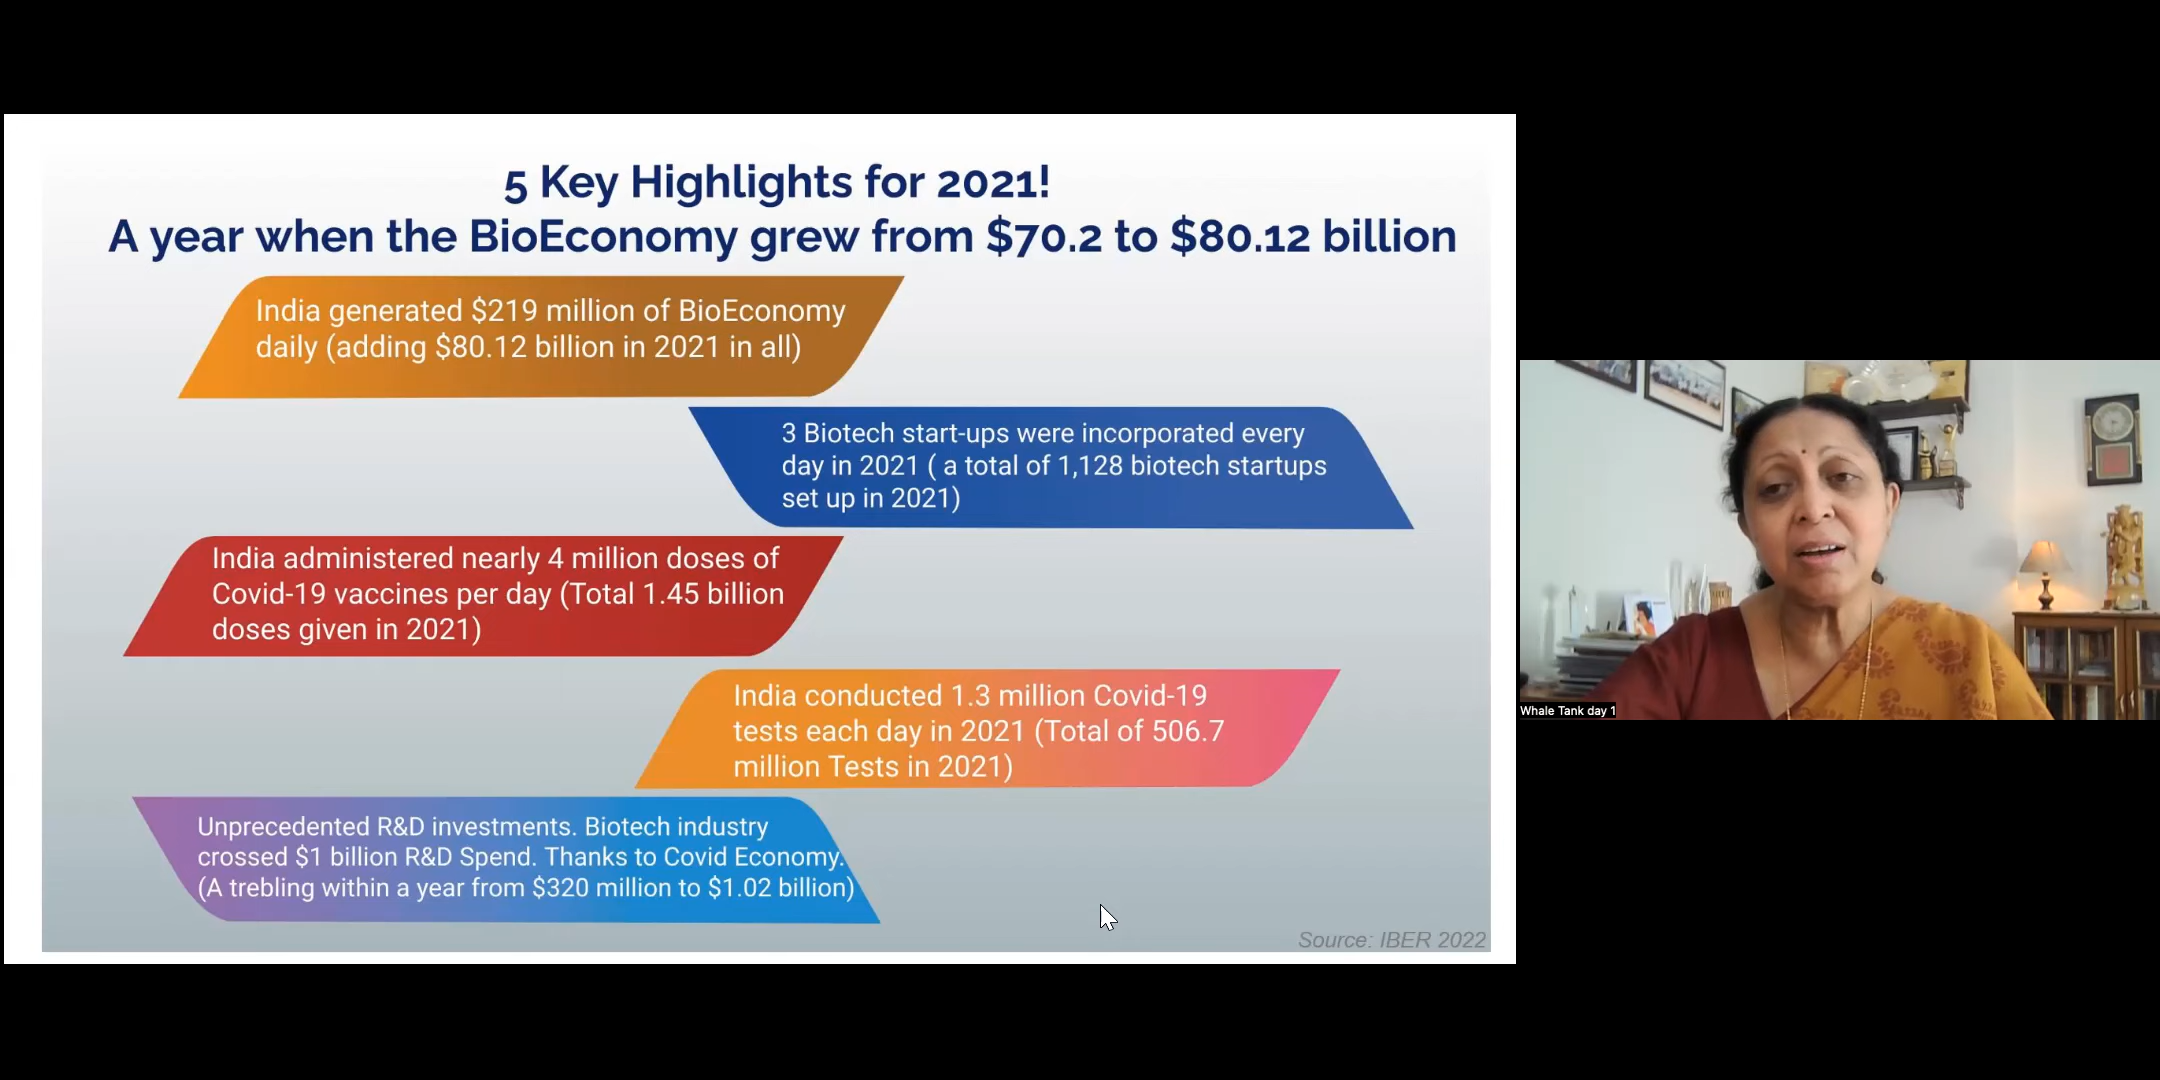 5 Key Highlights for 2021!
A year when the BioEconomy grew from $70.2 to $80.12 billion
India generated $219 million of BioEconomy
daily (adding $80.12 billion in 2021 in all)
3 Biotech start-ups were incorporated every
day in 2021 ( a total of 1,128 biotech startups
set up in 2021)
India administered nearly 4 million doses of
Covid-19 vaccines per day (Total 1.45 billion
doses given in 2021)
India conducted 1.3 million Covid-19
tests each day in 2021 (Total of 506.7
million Tests in 2021)
Unprecedented R&D investments. Biotech industry
crossed $1 billion R&D Spend. Thanks to Covid Economy.
(A trebling within a year from $320 million to $1.02 billion)
Source: IBER 2022
Whale Tank day 1